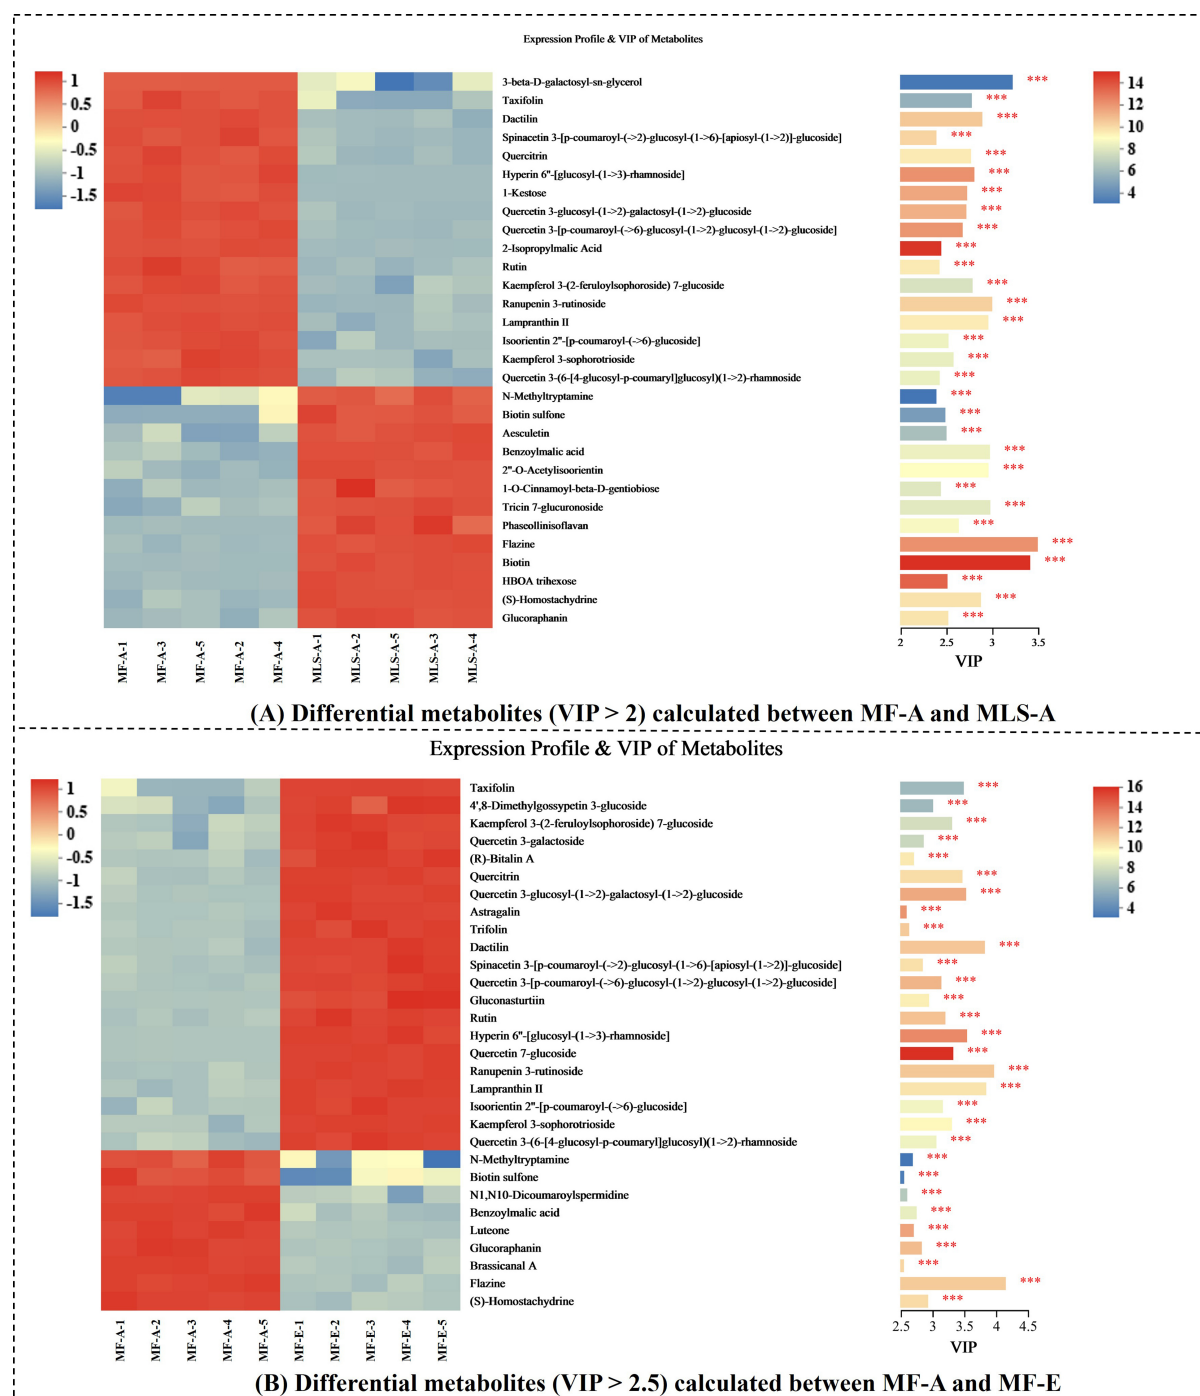 Expression Profile & VIP of Metabolites
1
0
-0.5
-1
-1.5
3-beta-D-galactosyl-sn-glycerol ***
Taxifolin ***
Dactilin ***
Spinacetin 3-[p-coumaroyl-(->2)-glucosyl-(1->6)-[apiosyl-(1->2)]-glucoside] ***
Quercitrin ***
Hyperin 6"-[glucosyl-(1->3)-rhamnoside] ***
1-Kestose ***
Quercetin 3-glucosyl-(1->2)-galactosyl-(1->2)-glucoside ***
Quercetin 3-[p-coumaroyl-(->6)-glucosyl-(1->2)-glucosyl-(1->2)-glucoside] ***
2-Isopropylmalic Acid ***
Rutin ***
Kaempferol 3-(2-feruloylsophoroside) 7-glucoside ***
Ranupenin 3-rutinoside ***
Lampranthin II ***
Isoorientin 2"-[p-coumaroyl-(->6)-glucoside] ***
Kaempferol 3-sophorotrioside ***
Quercetin 3-(6-[4-glucosyl-p-coumaryl]glucosyl)(1->2)-rhamnoside ***
N-Methyltryptamine ***
Biotin sulfone ***
Aesculetin ***
Benzoylmalic acid ***
2"-O-Acetylisoorientin ***
1-O-Cinnamoyl-beta-D-gentiobiose ***
Tricin 7-glucuronoside ***
Phascollinisoflavan ***
Flazine ***
Biotin ***
HBOA trihexose ***
(S)-Homostachydrine ***
Glucoraphanin ***
14
12
10
8
6
4
MF-A-1 MF-A-3 MF-A-5 MF-A-2 MF-A-4 MLS-A-1 MLS-A-2 MLS-A-5 MLS-A-3 MLS-A-4
2 2.5 3 3.5
VIP
(A) Differential metabolites (VIP > 2) calculated between MF-A and MLS-A
Expression Profile & VIP of Metabolites
1
0.5
0
-0.5
-1
-1.5
Taxifolin ***
4',8-Dimethylgossypetin 3-glucoside ***
Kaempferol 3-(2-feruloylsophoroside) 7-glucoside ***
Quercetin 3-galactoside ***
(R)-Bitalin A ***
Quercitrin ***
Quercetin 3-glucosyl-(1->2)-galactosyl-(1->2)-glucoside ***
Astragalin ***
Trifolin ***
Dactilin ***
Spinacetin 3-[p-coumaroyl-(->2)-glucosyl-(1->6)-[apiosyl-(1->2)]-glucoside] ***
Quercetin 3-[p-coumaroyl-(->6)-glucosyl-(1->2)-glucosyl-(1->2)-glucoside] ***
Gluconasturtiin ***
Rutin ***
Hyperin 6"-[glucosyl-(1->3)-rhamnoside] ***
Quercetin 7-glucoside ***
Ranupenin 3-rutinoside ***
Lampranthin II ***
Isoorientin 2"-[p-coumaroyl-(->6)-glucoside] ***
Kaempferol 3-sophorotrioside ***
Quercetin 3-(6-[4-glucosyl-p-coumaryl]glucosyl)(1->2)-rhamnoside ***
N-Methyltryptamine ***
Biotin sulfone ***
N1,N10-Dicoumaroylspermidine ***
Benzoylmalic acid ***
Luteone ***
Glucoraphanin ***
Brassicanal A ***
Flazine ***
(S)-Homostachydrine ***
16
14
12
10
8
6
4
MF-A-1 MF-A-2 MF-A-3 MF-A-4 MF-A-5 MF-E-1 MF-E-2 MF-E-3 MF-E-4 MF-E-5
2.5 3 3.5 4 4.5
VIP
(B) Differential metabolites (VIP > 2.5) calculated between MF-A and MF-E